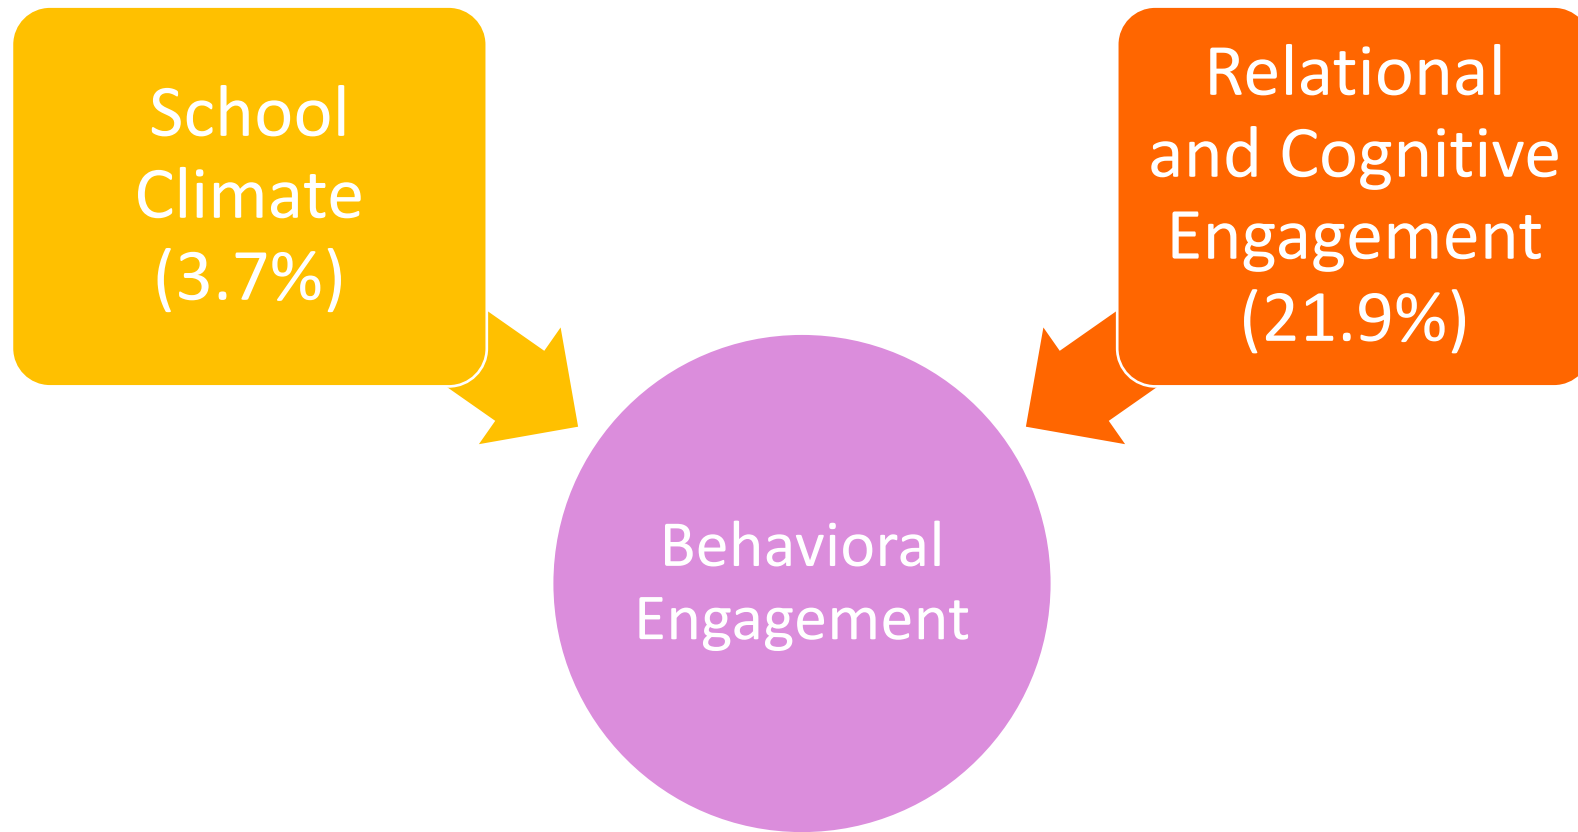 School
Climate
(3.7%)
Relational
and Cognitive
Engagement
(21.9%)
Behavioral
Engagement